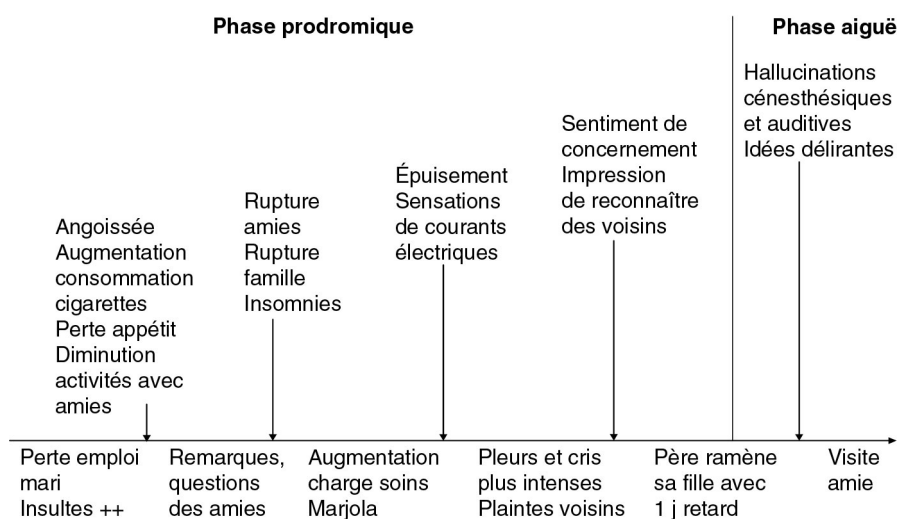 Phase prodromique
Phase aiguë
Hallucinations
cénesthésiques
et auditives
Idées délirantes
Sentiment de
concernement
Impression
de reconnaître
des voisins
Épuisement
Sensations
de courants
électriques
Rupture
amies
Rupture
famille
Insomnies
Angoissée
Augmentation
consommation
cigarettes
Perte appétit
Diminution
activités avec
amies
Perte emploi
mari
Insultes ++
Remarques,
questions
des amies
Augmentation
charge soins
Marjola
Pleurs et cris
plus intenses
Plaintes voisins
Père ramène
sa fille avec
1 j retard
Visite
amie